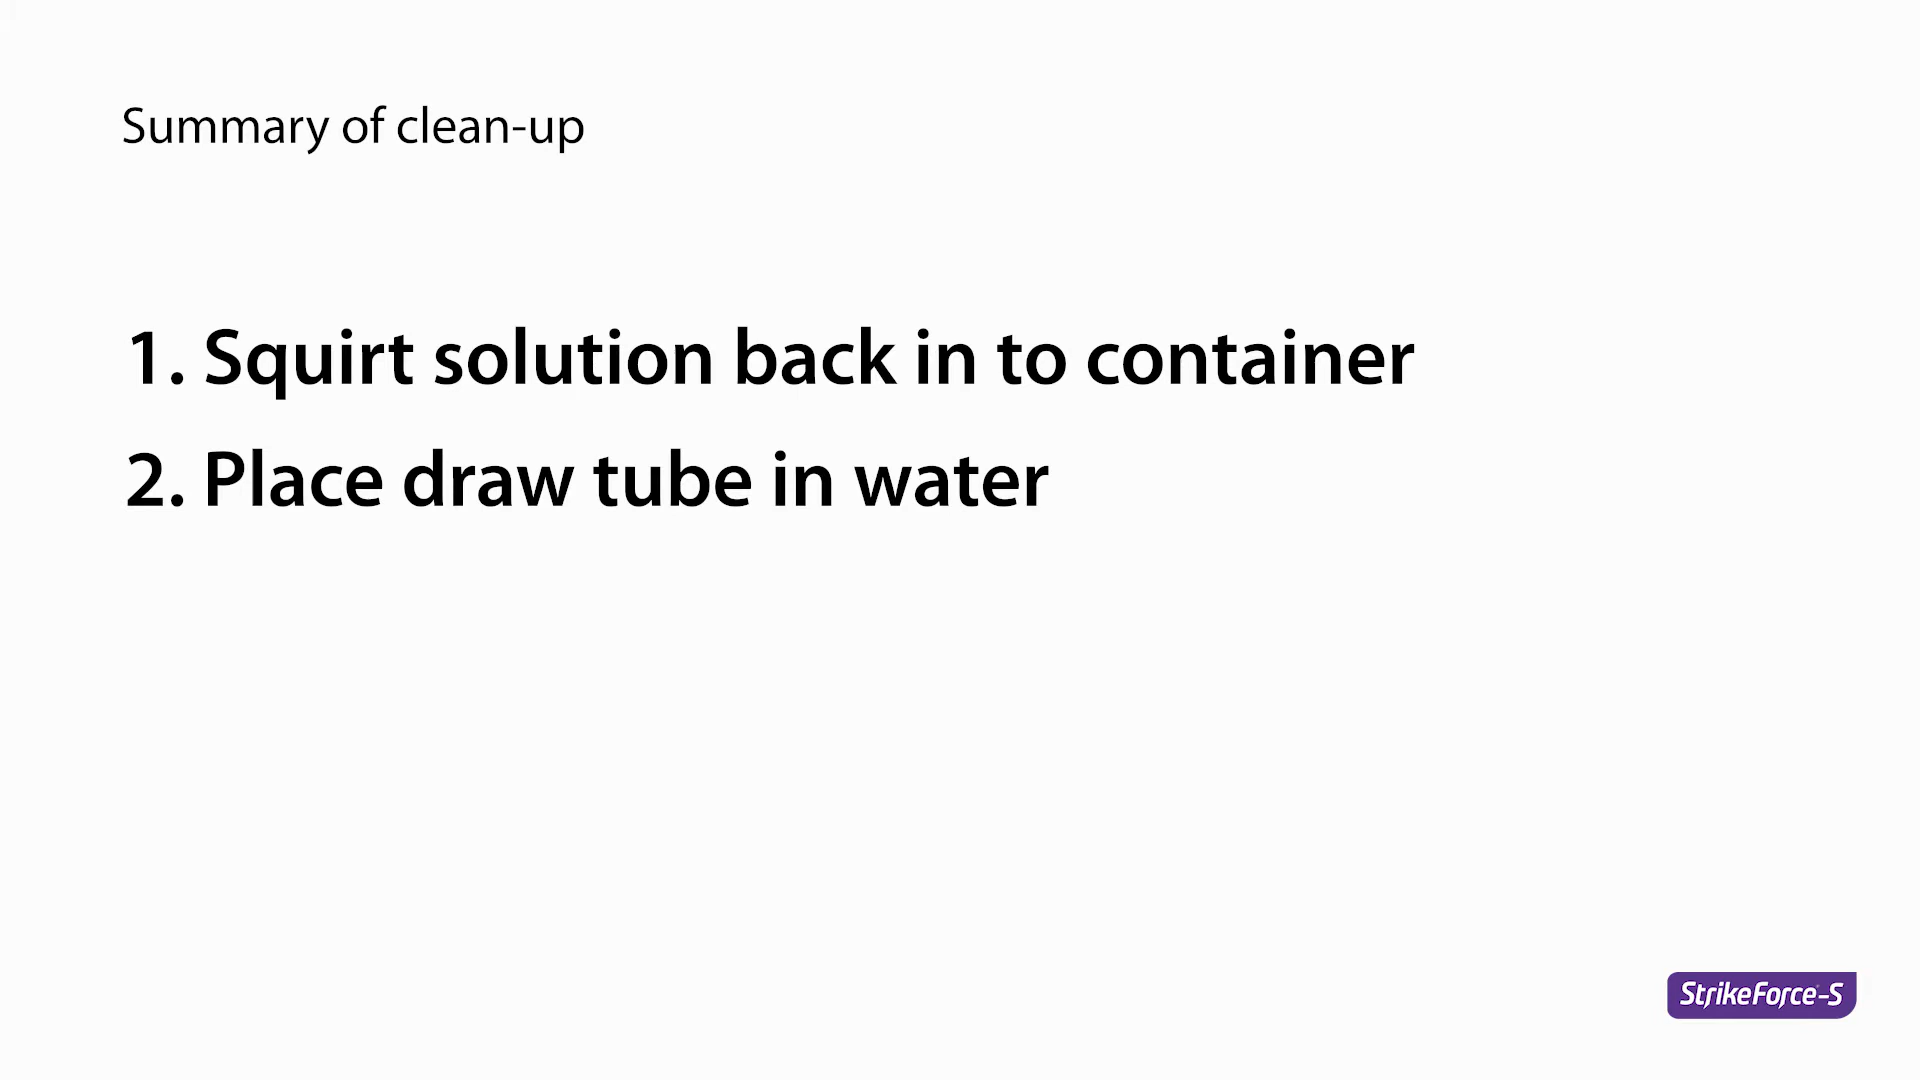 Summary of clean-up
1. Squirt solution back in to container
2. Place draw tube in water
StrikeForce-S